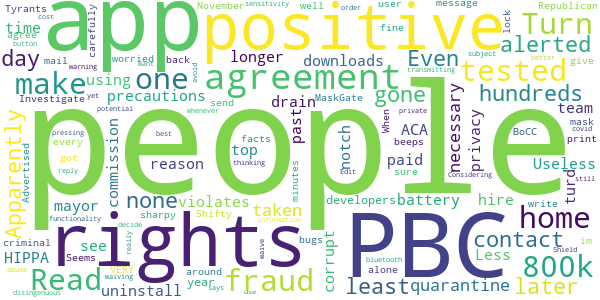 Tyrants cost carefully app November Republican
agree mail worried back well order user message positive Turn
time button warning avoid sensitivity lock
day fine subject give alerted
longer downloads Even
Investigate yet make using one agreement tested
people
precautions potential send drain gone hundreds
MaskGate When private past necessary team
pressing best whenever facts ACA privacy mask covid
Apparently every thinking commission reason top beeps notch BoCC print
got transmitting better
Advertised none minutes paid sure Useless
reply violates Edit Considering turd
mayor functionality taken developers battery hire
rights sharpy decide Shifty bugs PBC write home
criminal see really information im
HIPPA Seems around waive contact
VERY year corrupt alone Less Shield 800k
Read abuse waiving fraud says least bluetooth still
disingenuous uninstall use quarantine later
want